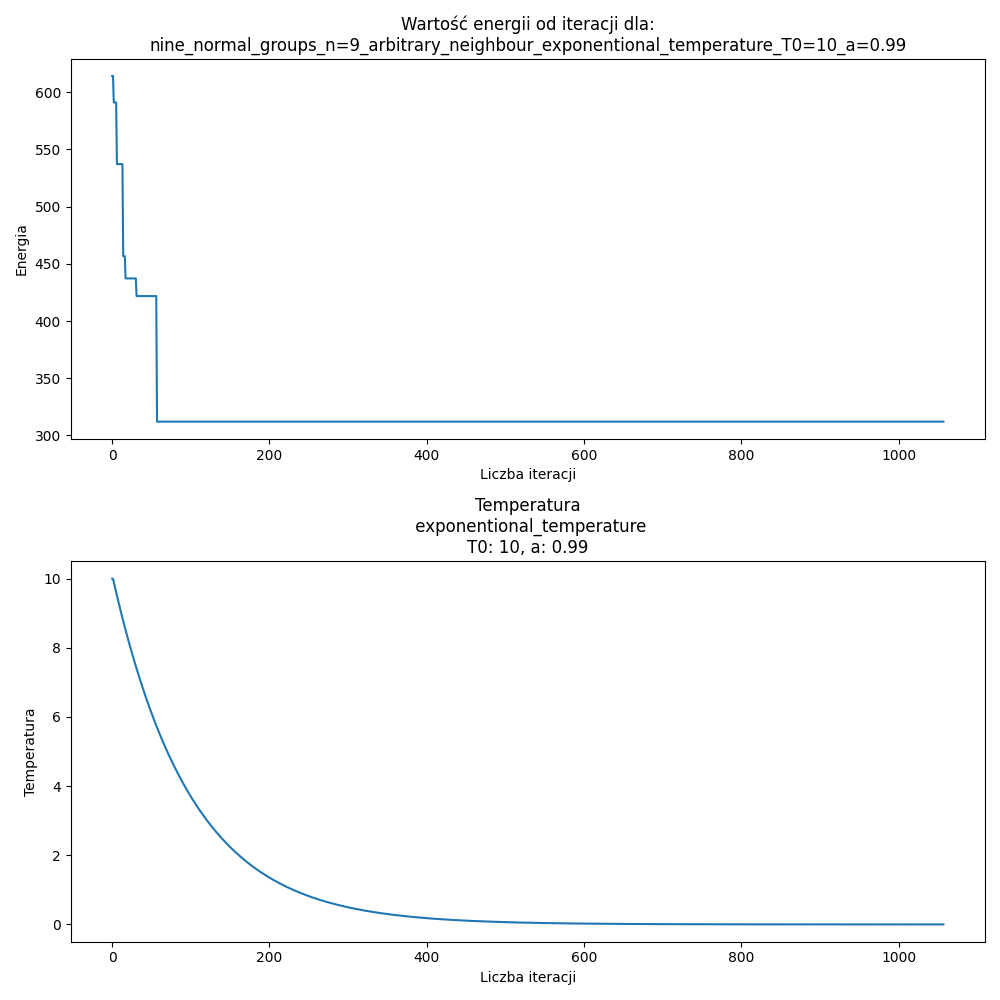 Wartość energii od iteracji dla:
nine_normal_groups_n=9_arbitrary_neighbour_exponentional_temperature_T0=10_a=0.99
600
550
500
450
400
350
300
Energia
0 200 400 600 800 1000
Liczba iteracji
Temperatura
exponentional_temperature
T0: 10, a: 0.99
10
8
6
4
2
0
Temperatura
0 200 400 600 800 1000
Liczba iteracji